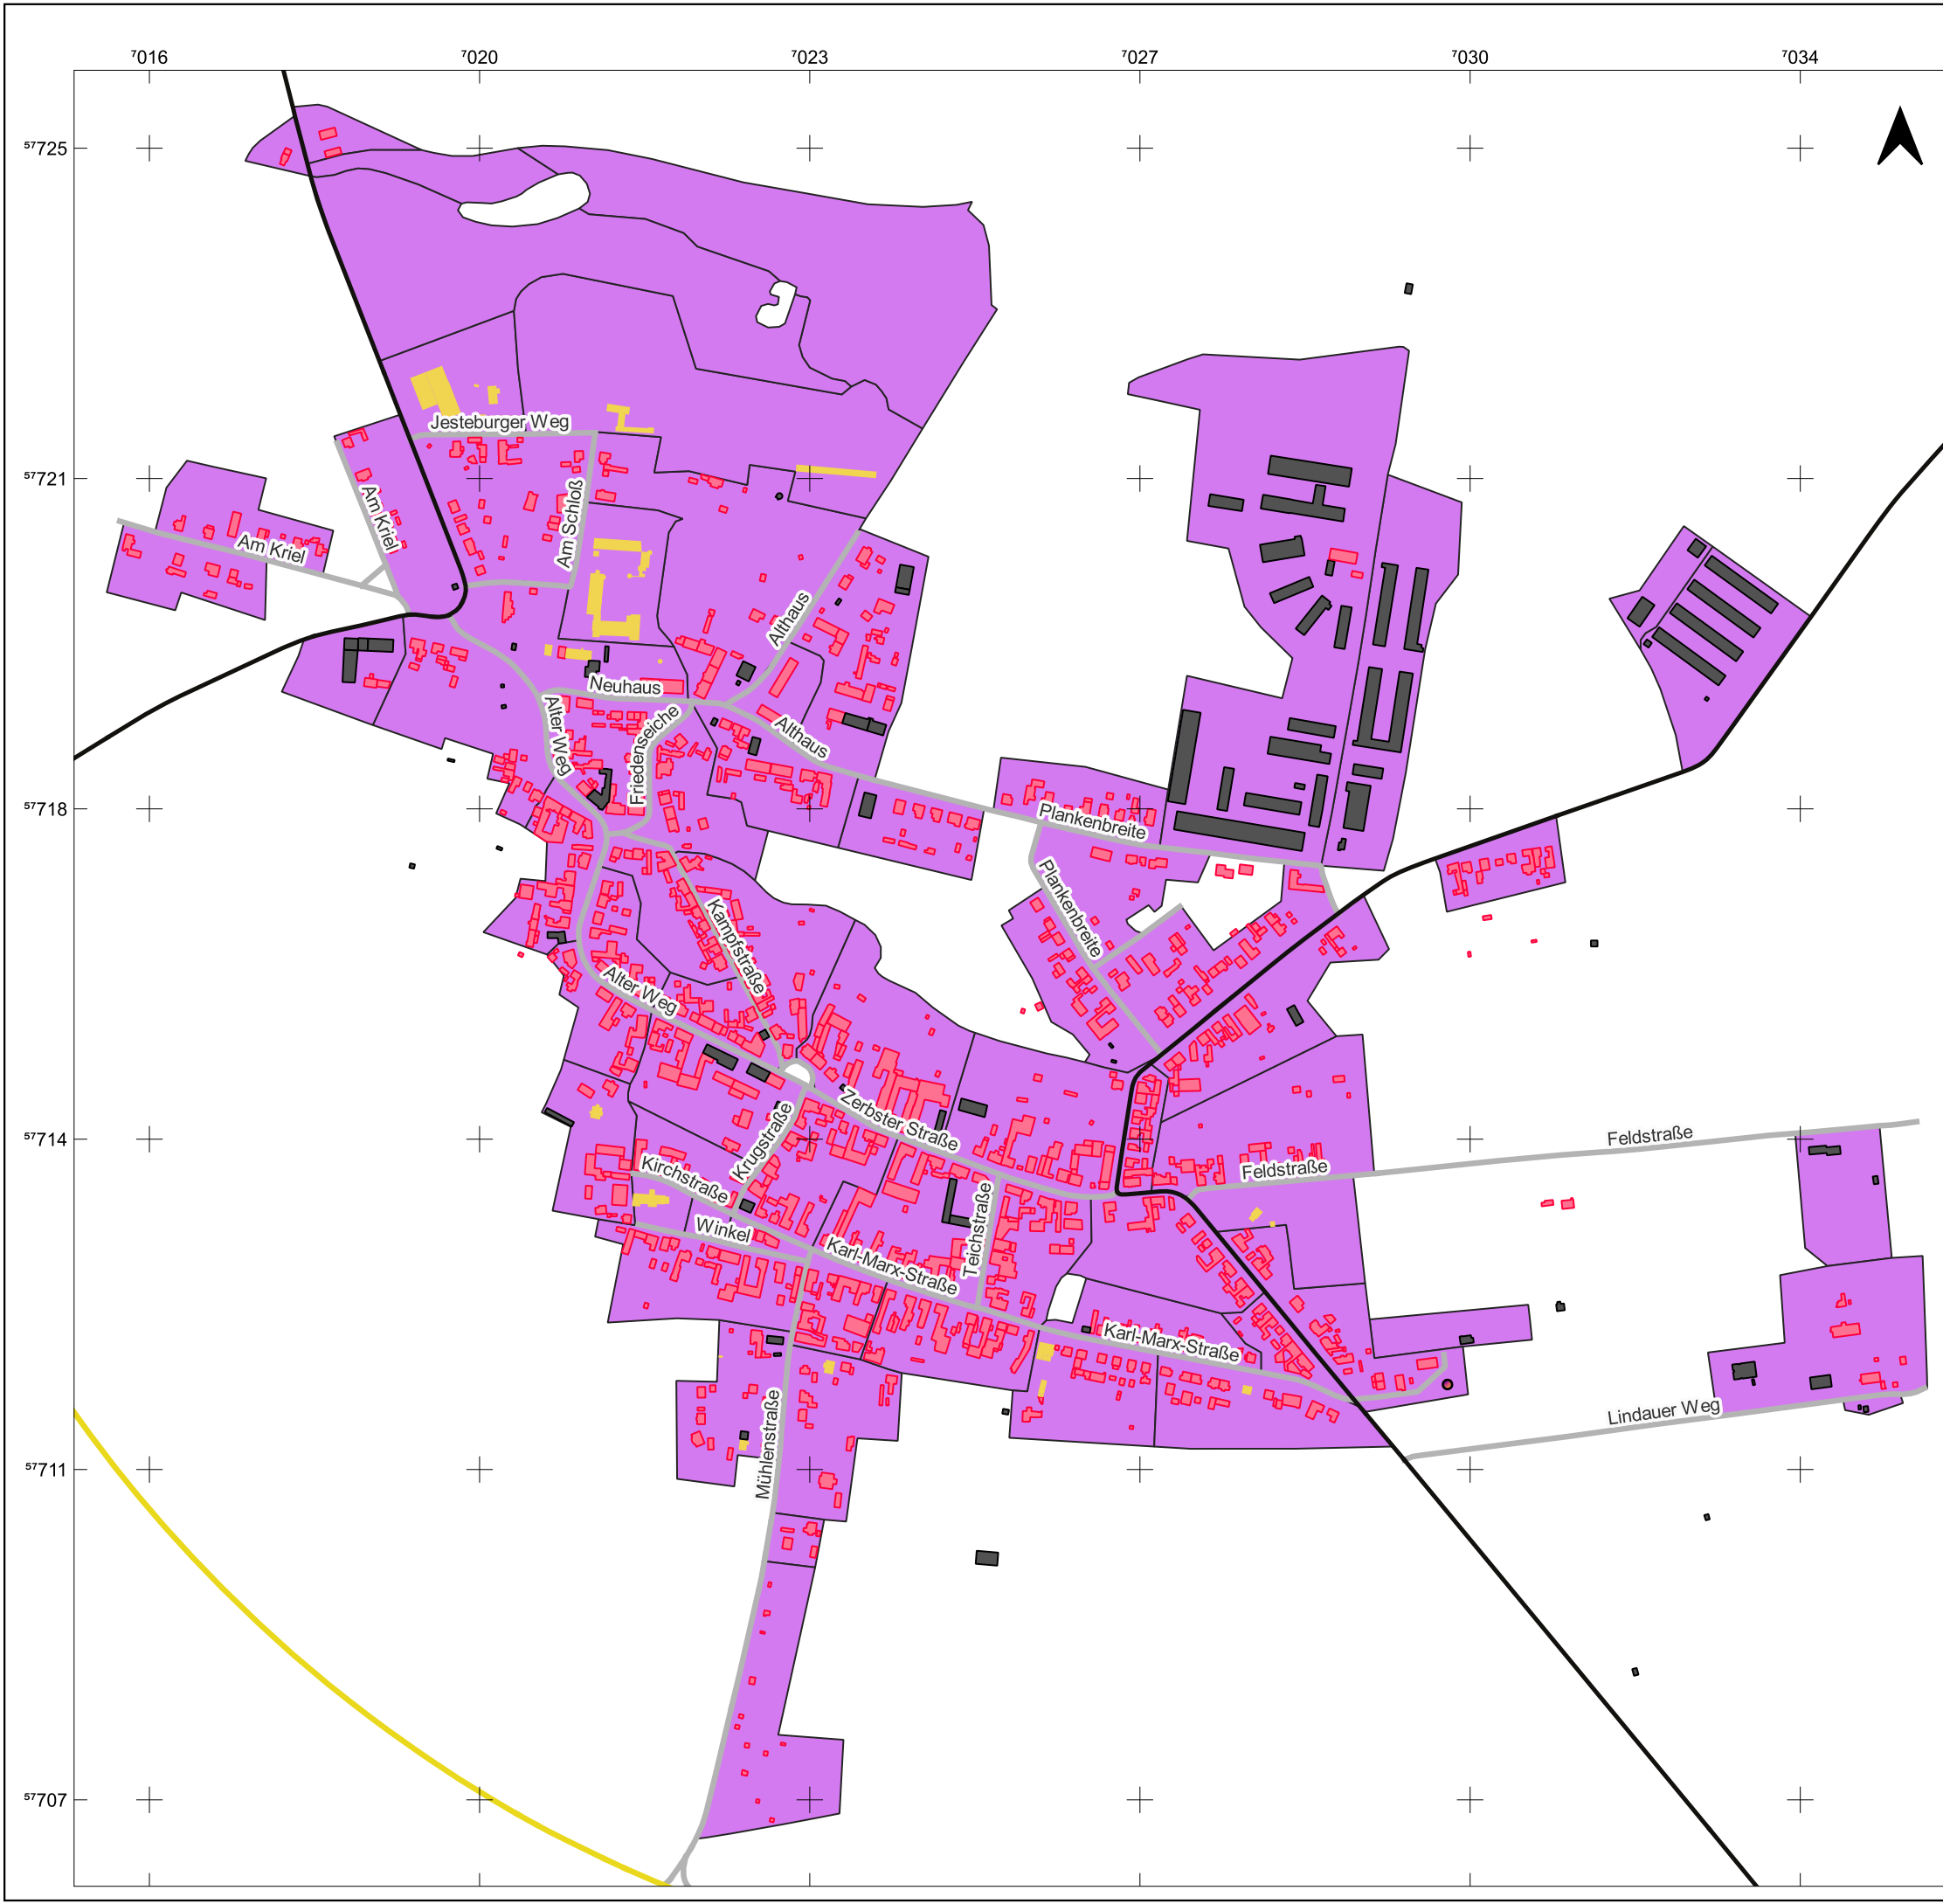 7016 7020 7023 7027 7030 7034
57725
Jesteburger Weg
57721
Am Kriel
Am Schloß
Am Kriel
Althaus
Neuhaus
Alter Weg
Friedenseiche
Althaus
57718
Plankenbreite
Plankenbreite
Kampfstraße
Alter Weg
Zerbster Straße
57714
Feldstraße
Krugstraße
Kirchstraße
Feldstraße
Winkel
Teichstraße
Karl-Marx-Straße
Karl-Marx-Straße
Mühlenstraße
Lindauer Weg
57711
57707